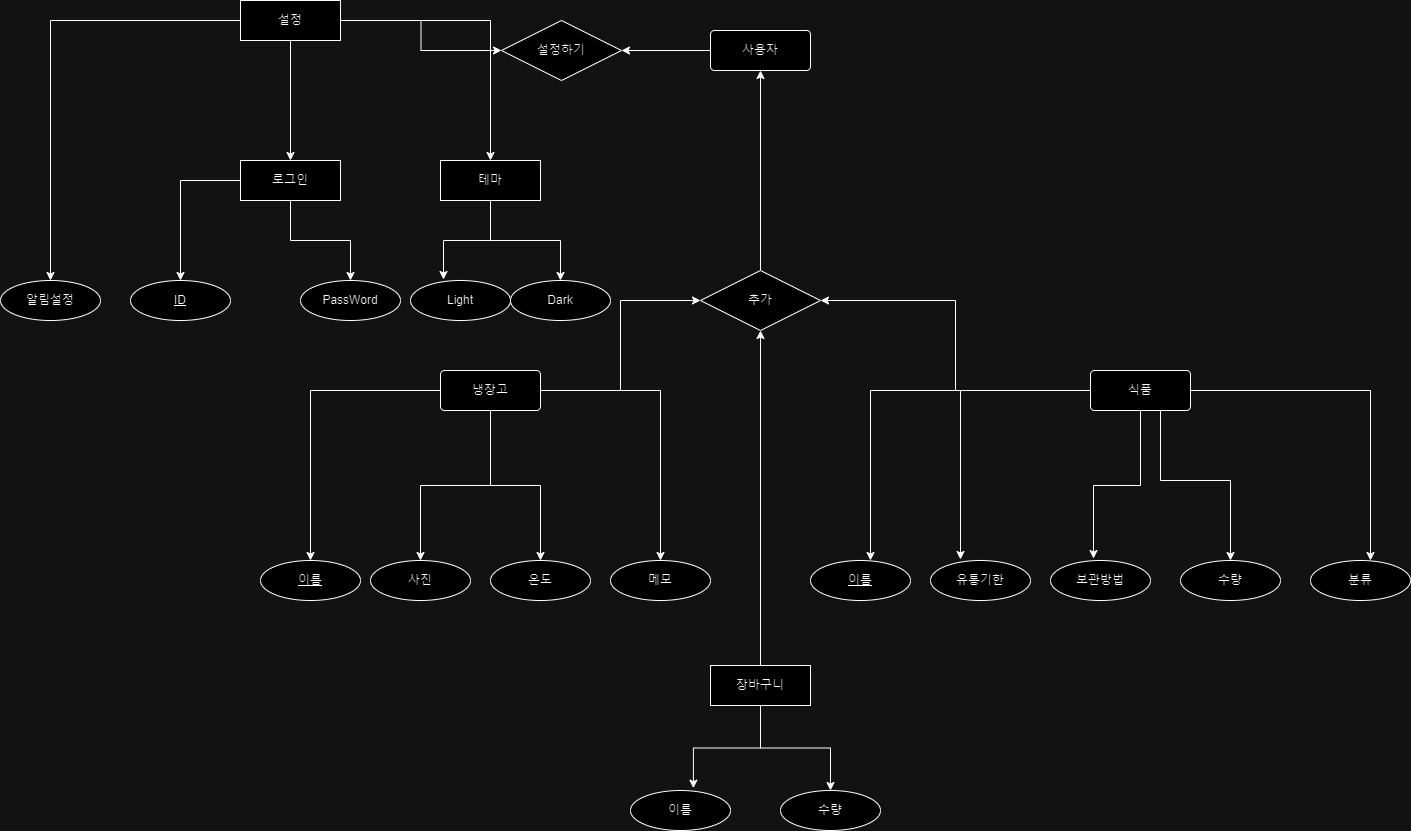 설정
설정하기
사용자
로그인
테마
알림설정
ID
PassWord
Light
Dark
추가
냉장고
식품
이름
사진
온도
메모
이름
유통기한
보관방법
수량
분류
장바구니
이름
수량